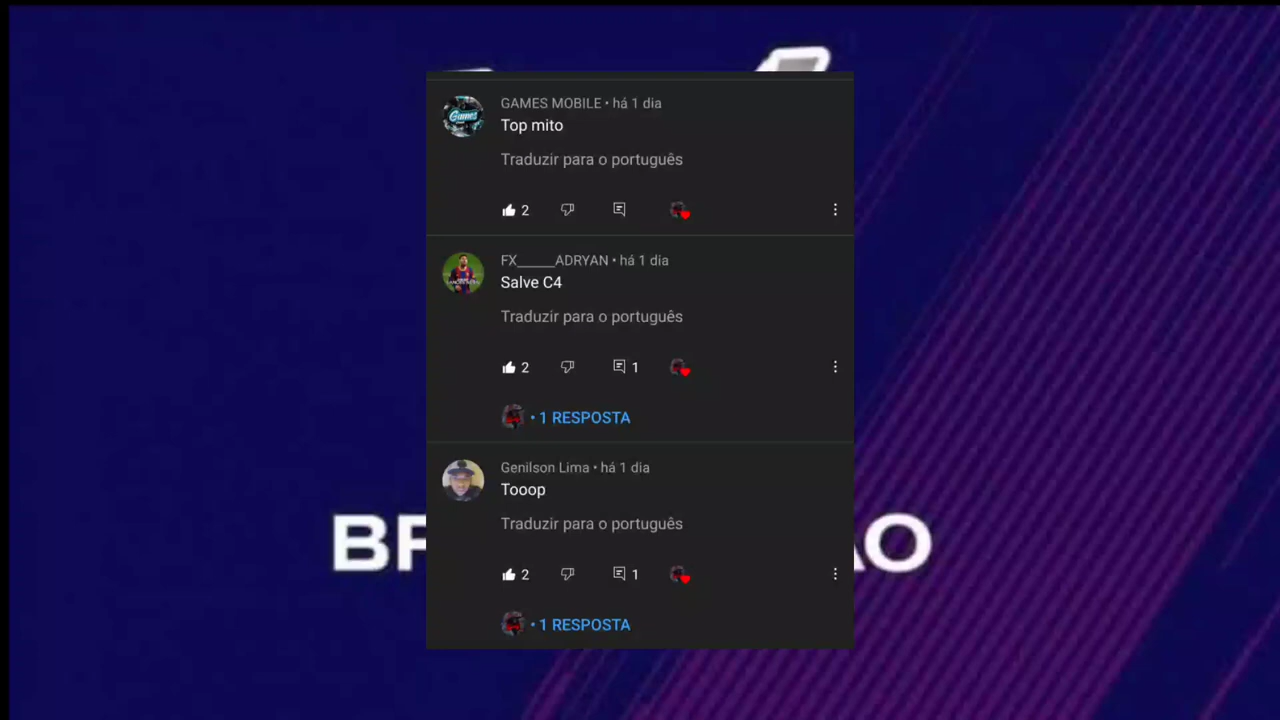 GAMES MOBILE • há 1 dia
Top mito
Traduzir para o português
2
FX______ADRYAN • há 1 dia
Salve C4
Traduzir para o português
2 1
• 1 RESPOSTA
Genilson Lima • há 1 dia
Tooop
Traduzir para o português
2 1
• 1 RESPOSTA